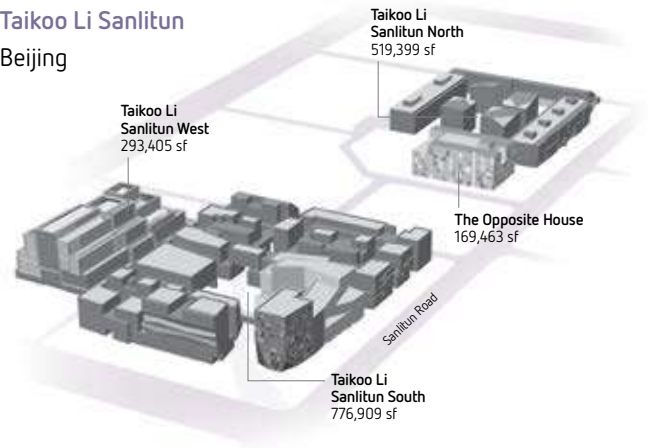 Taikoo Li Sanlitun
Beijing
Taikoo Li
Sanlitun North
519,399 sf
Taikoo Li
Sanlitun West
293,405 sf
The Opposite House
169,463 sf
Sanlitun Road
Taikoo Li
Sanlitun South
776,909 sf